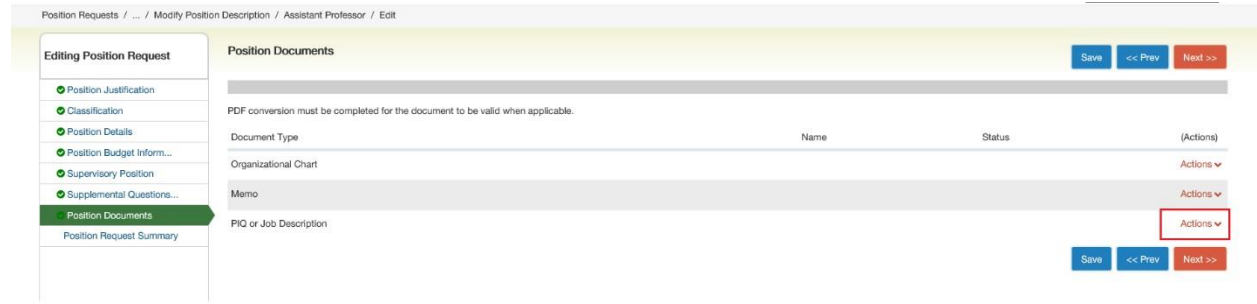 Position Requests / ... / Modify Position Description / Assistant Professor / Edit
Editing Position Request
Position Justification
Classification
Position Details
Position Budget Inform...
Supervisory Position
Supplemental Questions...
Position Documents
Position Request Summary
Position Documents
Save << Prev Next >>
PDF conversion must be completed for the document to be valid when applicable.
Document Type Name Status (Actions)
Organizational Chart Actions
Memo Actions
PIQ or Job Description Actions
Save << Prev Next >>